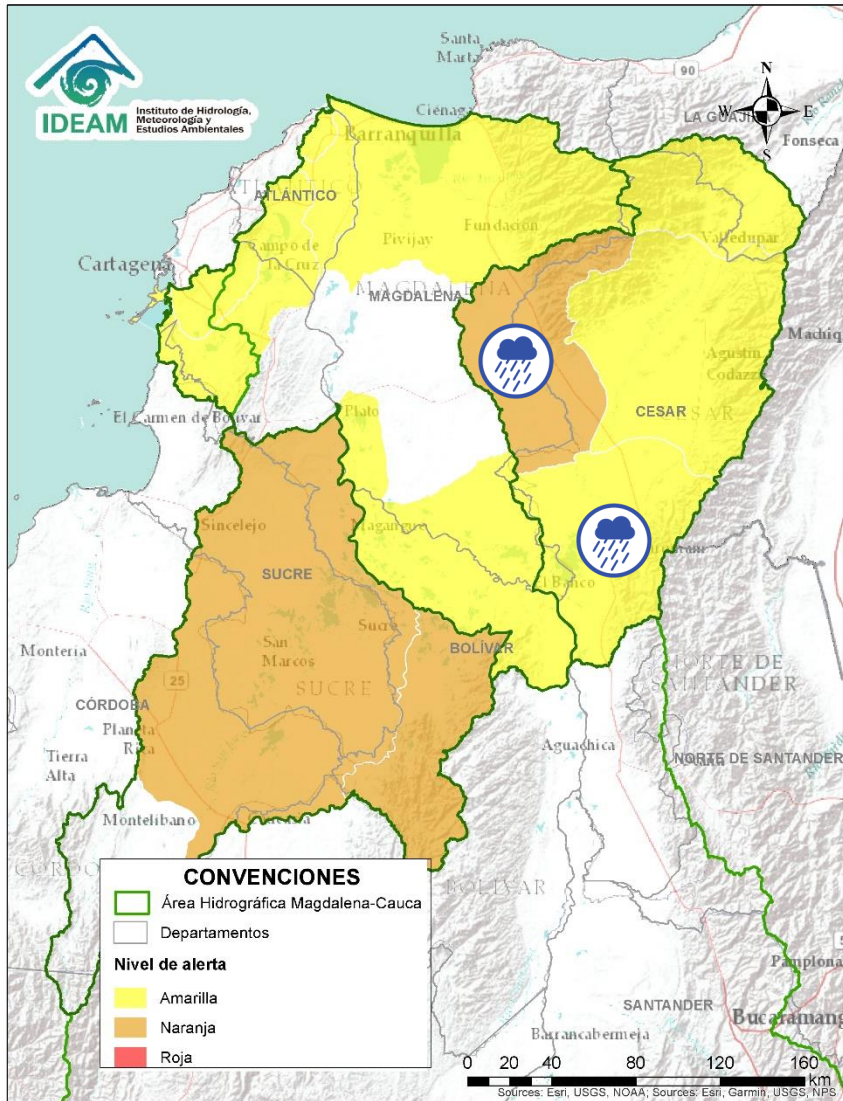 IDEAM
Instituto de Hidrología,
Meteorología y
Estudios Ambientales
Santa
Marta
90
N
W
E
S
LA GUAJI
Fonseca
Ciénaga
Barranquilla
ATLÁNTICO
ATLÁNTICO
Fundación
Valledupar
Pivijay
Campo de
la Cruz
Cartagena
MAGDALENA
MAGDALENA
Machiq
Agustín
Codazzi
CESAR
CESAR
Plato
El Carmen de Bolívar
Sincelejo
Magangué
El Banco
SUCRE
Sucre
San
Marcos
BOLÍVAR
Montería
SUCRE
25
CÓRDOBA
Planeta
Rica
NORTE DE
SANTANDER
Tierra
Alta
Aguachica
NORTE DE SANTANDER
Montelíbano
BOLÍVAR
CONVENCIONES
Área Hidrográfica Magdalena-Cauca
Departamentos
Nivel de alerta
Amarilla
Naranja
Roja
Pamplona
SANTANDER
Bucaramang
Barrancabermeja
0 20 40 80 120 160
Km
Sources: Esri, USGS, NOAA; Sources: Esri, Garmin, USGS, NPS